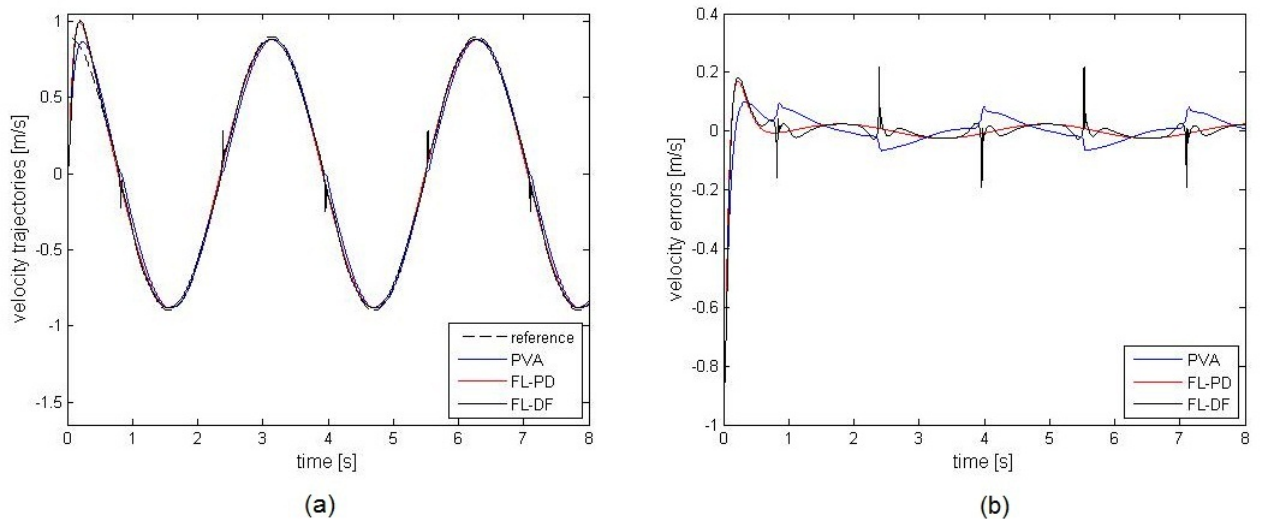 velocity trajectories [m/s]
1
0.5
0
-0.5
-1
-1.5
0 1 2 3 4 5 6 7 8
time [s]
reference
PVA
FL-PD
FL-DF
(a)
velocity errors [m/s]
0.4
0.2
0
-0.2
-0.4
-0.6
-0.8
-1
0 1 2 3 4 5 6 7 8
time [s]
PVA
FL-PD
FL-DF
(b)